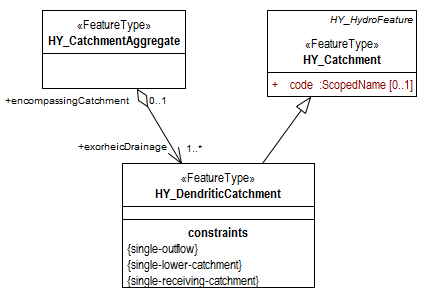 «FeatureType»
HY_CatchmentAggregate
HY_HydroFeature
«FeatureType»
HY_Catchment
+ code :ScopedName [0..1]
+encompassingCatchment
0..1
+exorheicDrainage
1..*
«FeatureType»
HY_DendriticCatchment
constraints
{single-outflow}
{single-lower-catchment}
{single-receiving-catchment}